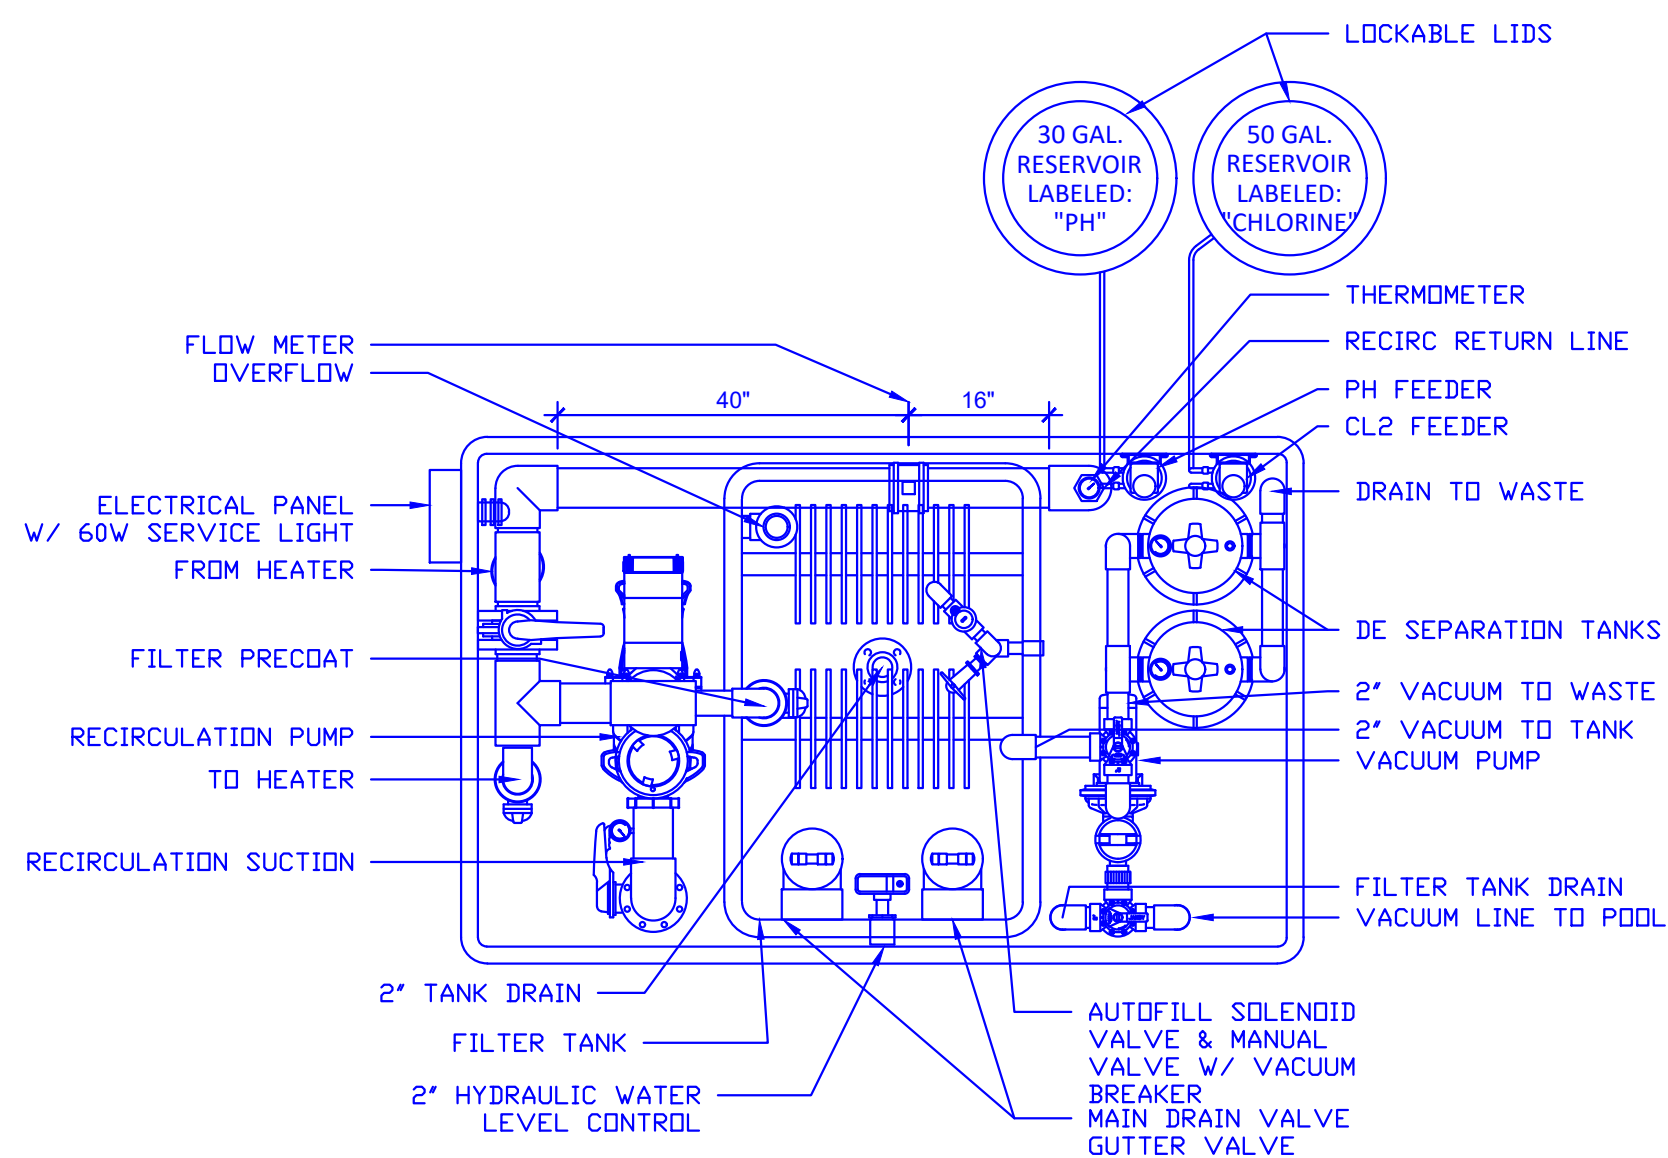 LOCKABLE LIDS
30 GAL.
RESERVOIR
LABELED:
"PH"
50 GAL.
RESERVOIR
LABELED:
"CHLORINE"
THERMOMETER
RECIRC RETURN LINE
PH FEEDER
CL2 FEEDER
FLOW METER
OVERFLOW
40"
16"
ELECTRICAL PANEL
W/ 60W SERVICE LIGHT
FROM HEATER
FILTER PRECOAT
RECIRCULATION PUMP
TO HEATER
RECIRCULATION SUCTION
DRAIN TO WASTE
DE SEPARATION TANKS
2" VACUUM TO WASTE
2" VACUUM TO TANK
VACUUM PUMP
FILTER TANK DRAIN
VACUUM LINE TO POOL
2" TANK DRAIN
FILTER TANK
2" HYDRAULIC WATER
LEVEL CONTROL
AUTOFILL SOLENOID
VALVE & MANUAL
VALVE W/ VACUUM
BREAKER
MAIN DRAIN VALVE
GUTTER VALVE